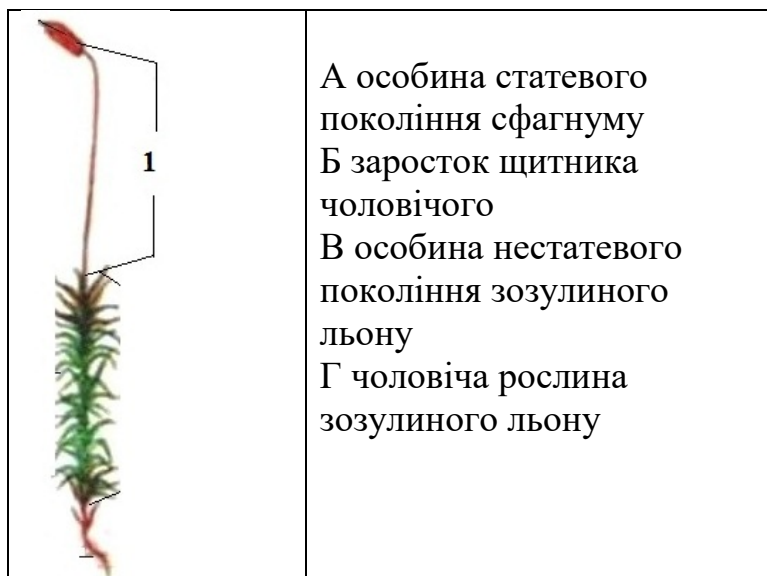 1
А особина статевого
покоління сфагнуму
Б заросток щитника
чоловічого
В особина нестатевого
покоління зозулиного
льону
Г чоловіча рослина
зозулиного льону